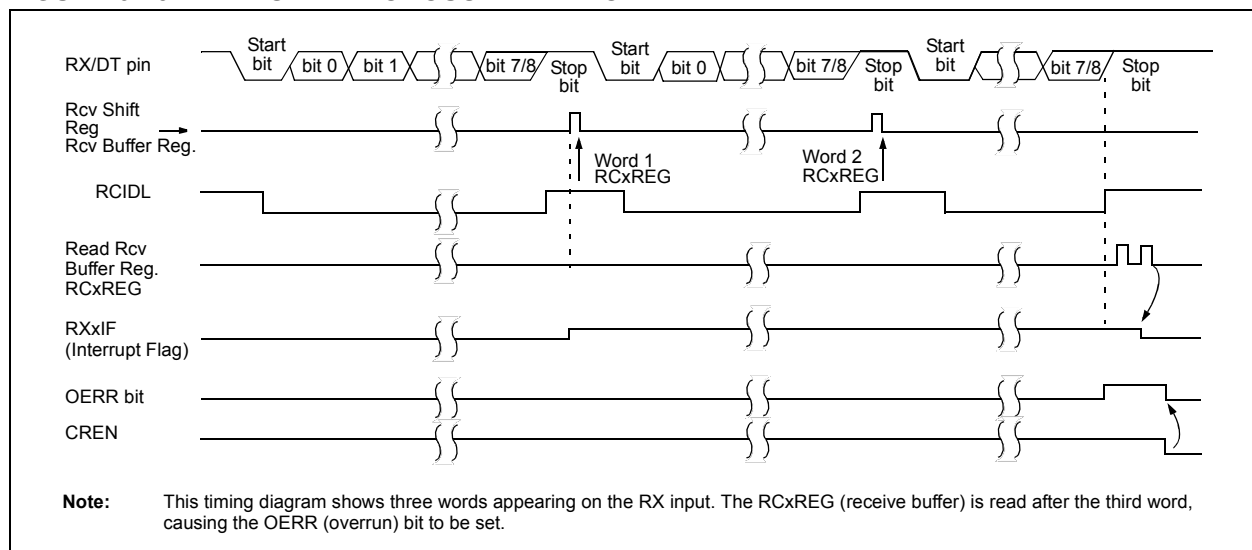 Start bit
bit 0
bit 1
bit 7/8
Stop bit
Start bit
bit 0
bit 7/8
Stop bit
Start bit
bit 7/8
Stop bit
RX/DT pin
Rcv Shift
Reg
Rcv Buffer Reg.
Word 1
RCxREG
Word 2
RCxREG
RCIDL
Read Rcv
Buffer Reg.
RCxREG
RXxIF
(Interrupt Flag)
OERR bit
CREN
Note: This timing diagram shows three words appearing on the RX input. The RCxREG (receive buffer) is read after the third word,
causing the OERR (overrun) bit to be set.